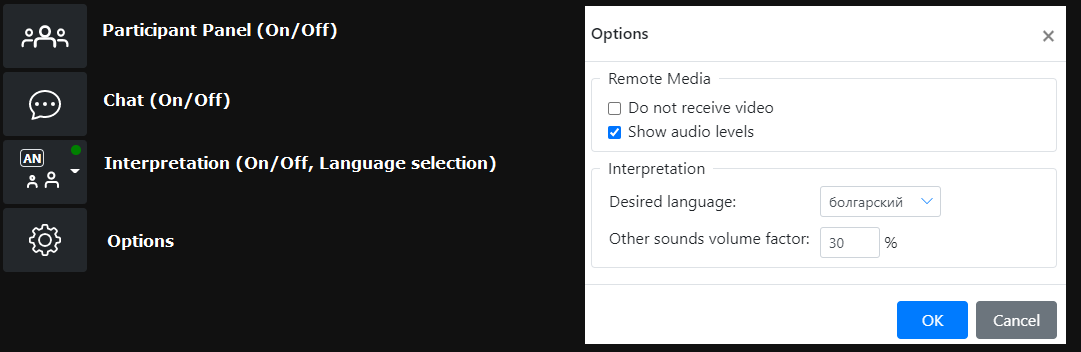 Participant Panel (On/Off)
Chat (On/Off)
AN
Interpretation (On/Off, Language selection)
Options
Options
Remote Media
Do not receive video
Show audio levels
Interpretation
Desired language: болгарский
Other sounds volume factor: 30 %
OK Cancel